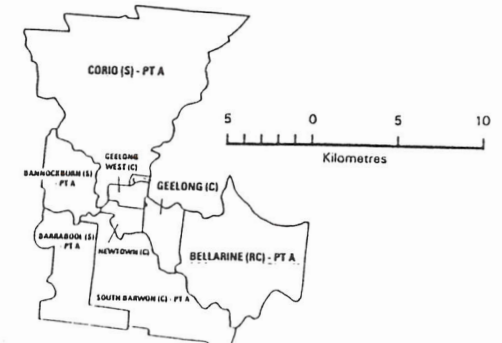 CORIO (S) - PT A
5 0 5 10
Kilometres
GEELONG
WEST (C)
BANNOCKBURN (S)
- PT A
GEELONG (C)
BARRABOOL (S)
- PT A
NEWTOWN (C)
BELLARINE (RC) - PT A
SOUTH BARWON (C) - PT A